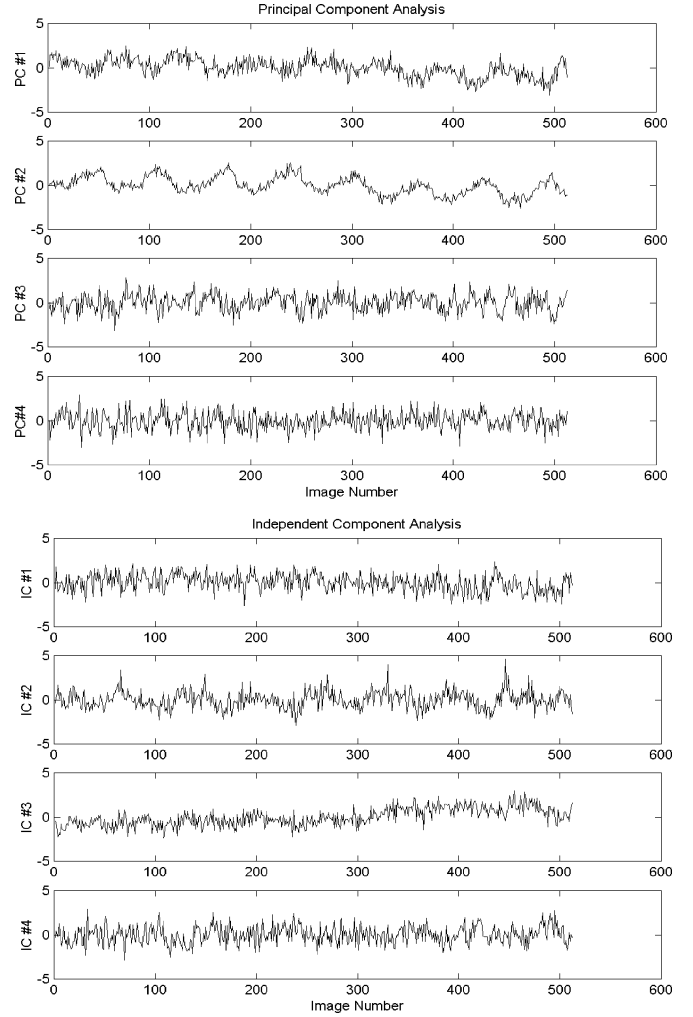 Principal Component Analysis
5
PC #1
0
-5
0 100 200 300 400 500 600
5
PC #2
0
-5
0 100 200 300 400 500 600
5
PC #3
0
-5
0 100 200 300 400 500 600
5
PC#4
0
-5
0 100 200 300 400 500 600
Image Number
Independent Component Analysis
5
IC #1
0
-5
0 100 200 300 400 500 600
5
IC #2
0
-5
0 100 200 300 400 500 600
5
IC #3
0
-5
0 100 200 300 400 500 600
5
IC #4
0
-5
0 100 200 300 400 500 600
Image Number